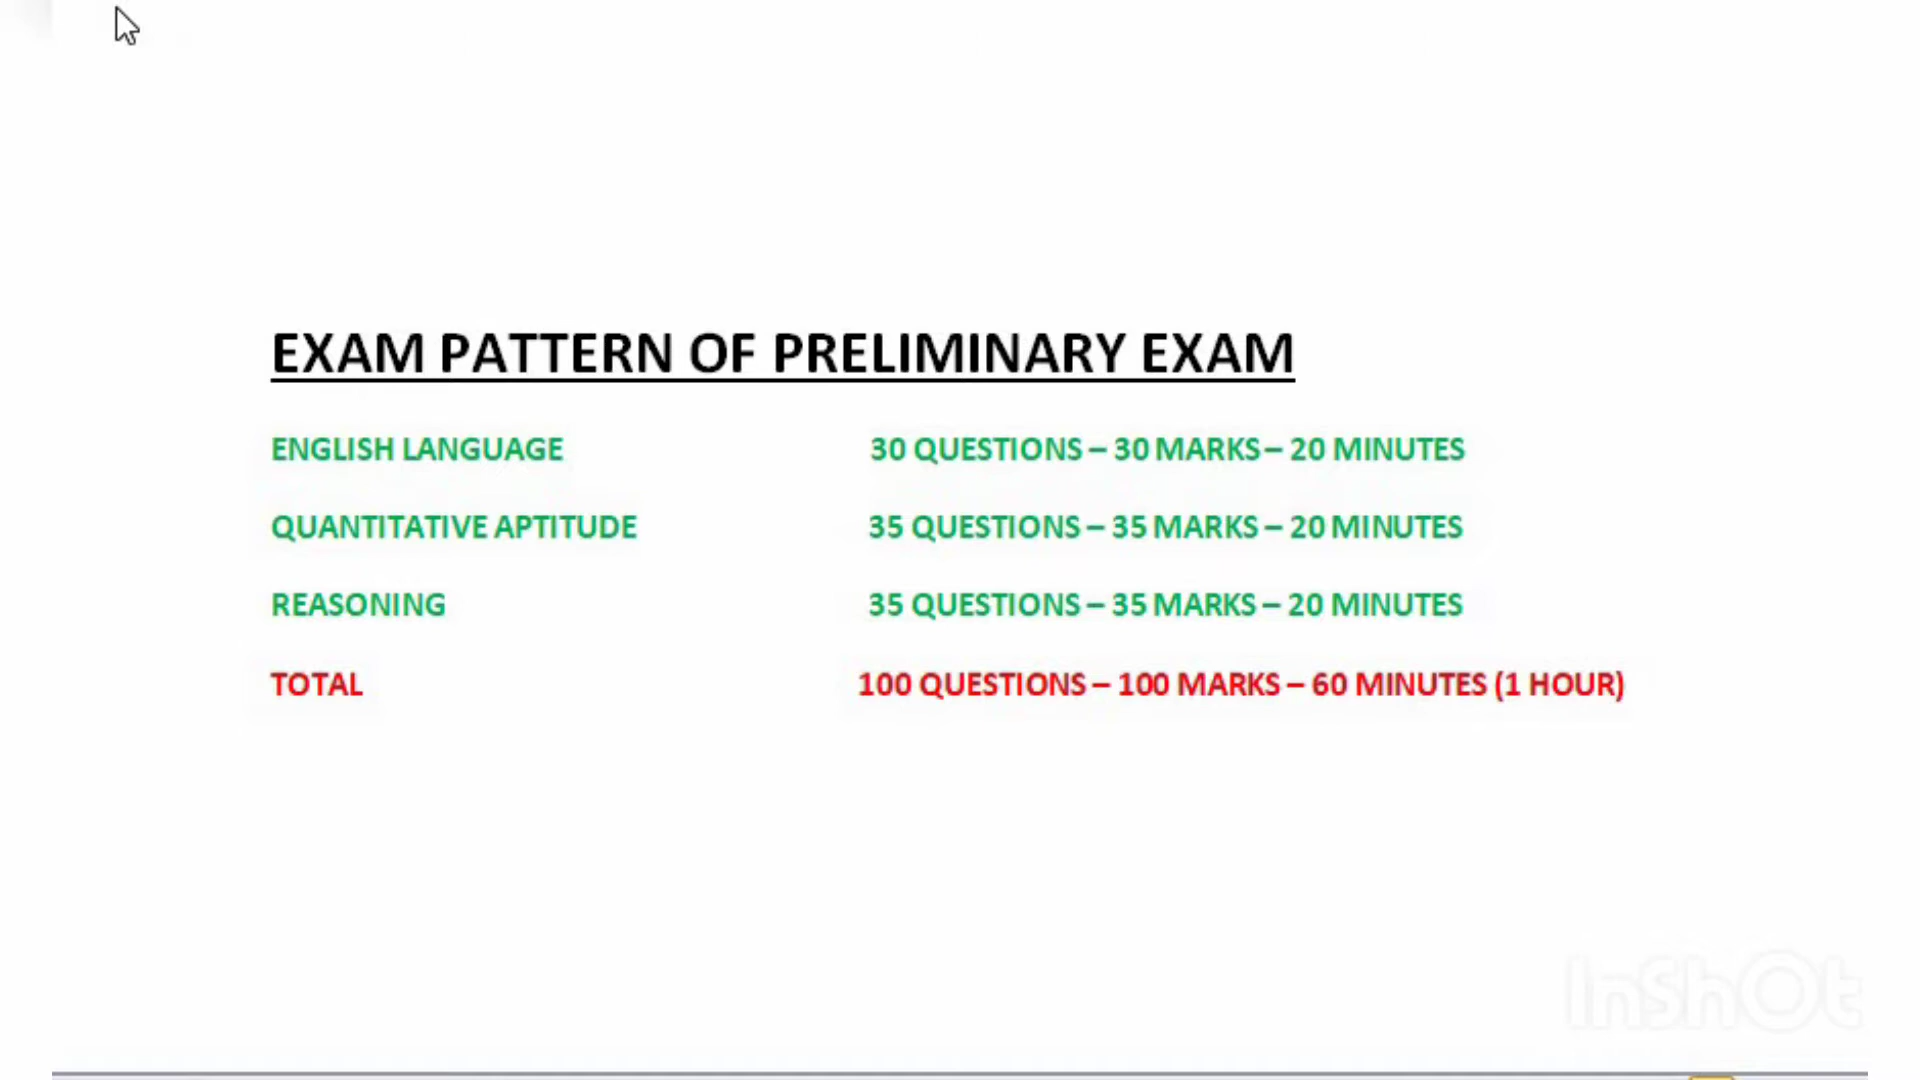 EXAM PATTERN OF PRELIMINARY EXAM
ENGLISH LANGUAGE 30 QUESTIONS – 30 MARKS – 20 MINUTES
QUANTITATIVE APTITUDE 35 QUESTIONS – 35 MARKS – 20 MINUTES
REASONING 35 QUESTIONS – 35 MARKS – 20 MINUTES
TOTAL 100 QUESTIONS – 100 MARKS – 60 MINUTES (1 HOUR)
InShOt